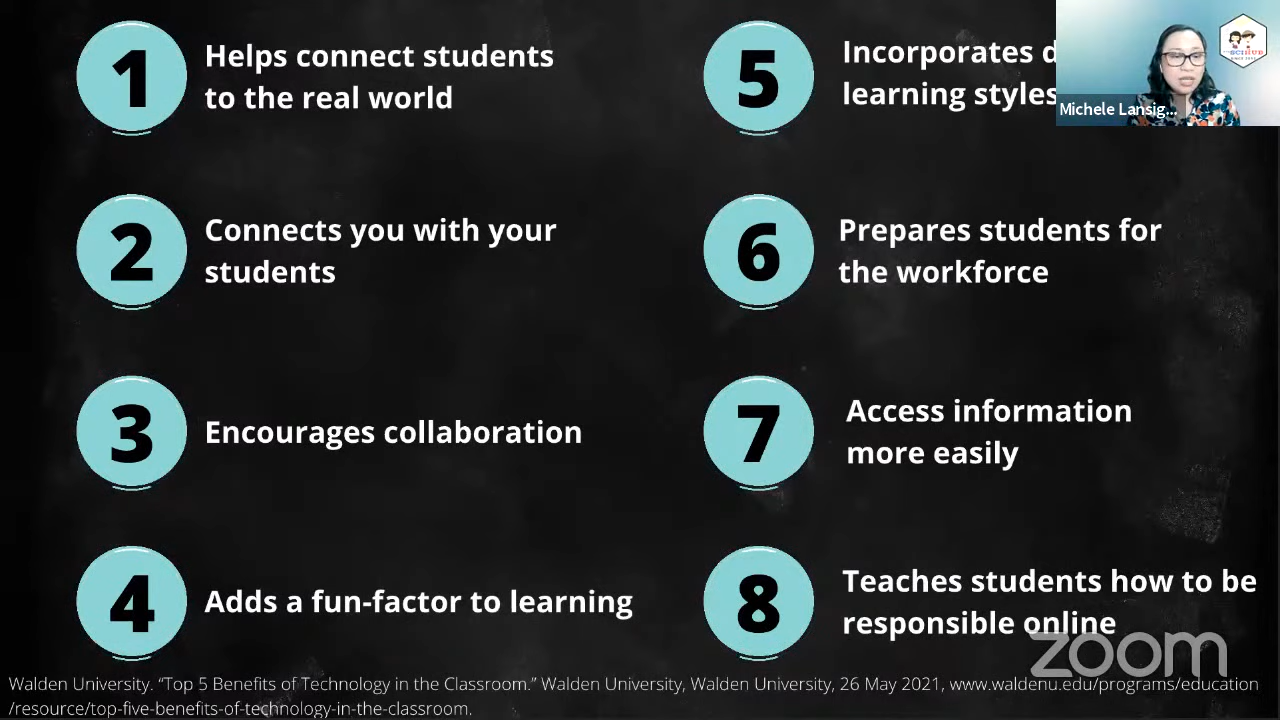 1
Helps connect students
to the real world
2
Connects you with your
students
3
Encourages collaboration
4
Adds a fun-factor to learning
5
Incorporates d
learning styles
6
Prepares students for
the workforce
7
Access information
more easily
8
Teaches students how to be
responsible online
Michele Lansig...
SCIHUB
zoom
Walden University. “Top 5 Benefits of Technology in the Classroom.” Walden University, Walden University, 26 May 2021, www.waldenu.edu/programs/education
/resource/top-five-benefits-of-technology-in-the-classroom.